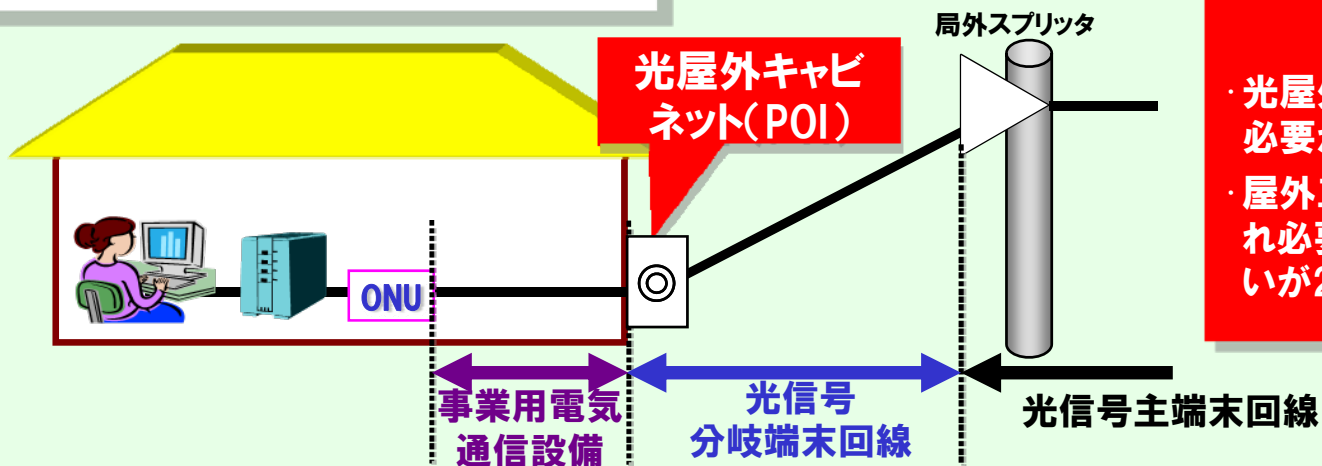 局外スプリッタ
光屋外キャビ
ネット(POI)
・光屋
必要
・屋外
れ必
いが2
ONU
事業用電気
通信設備
光信号
分岐端末回線
光信号主端末回線